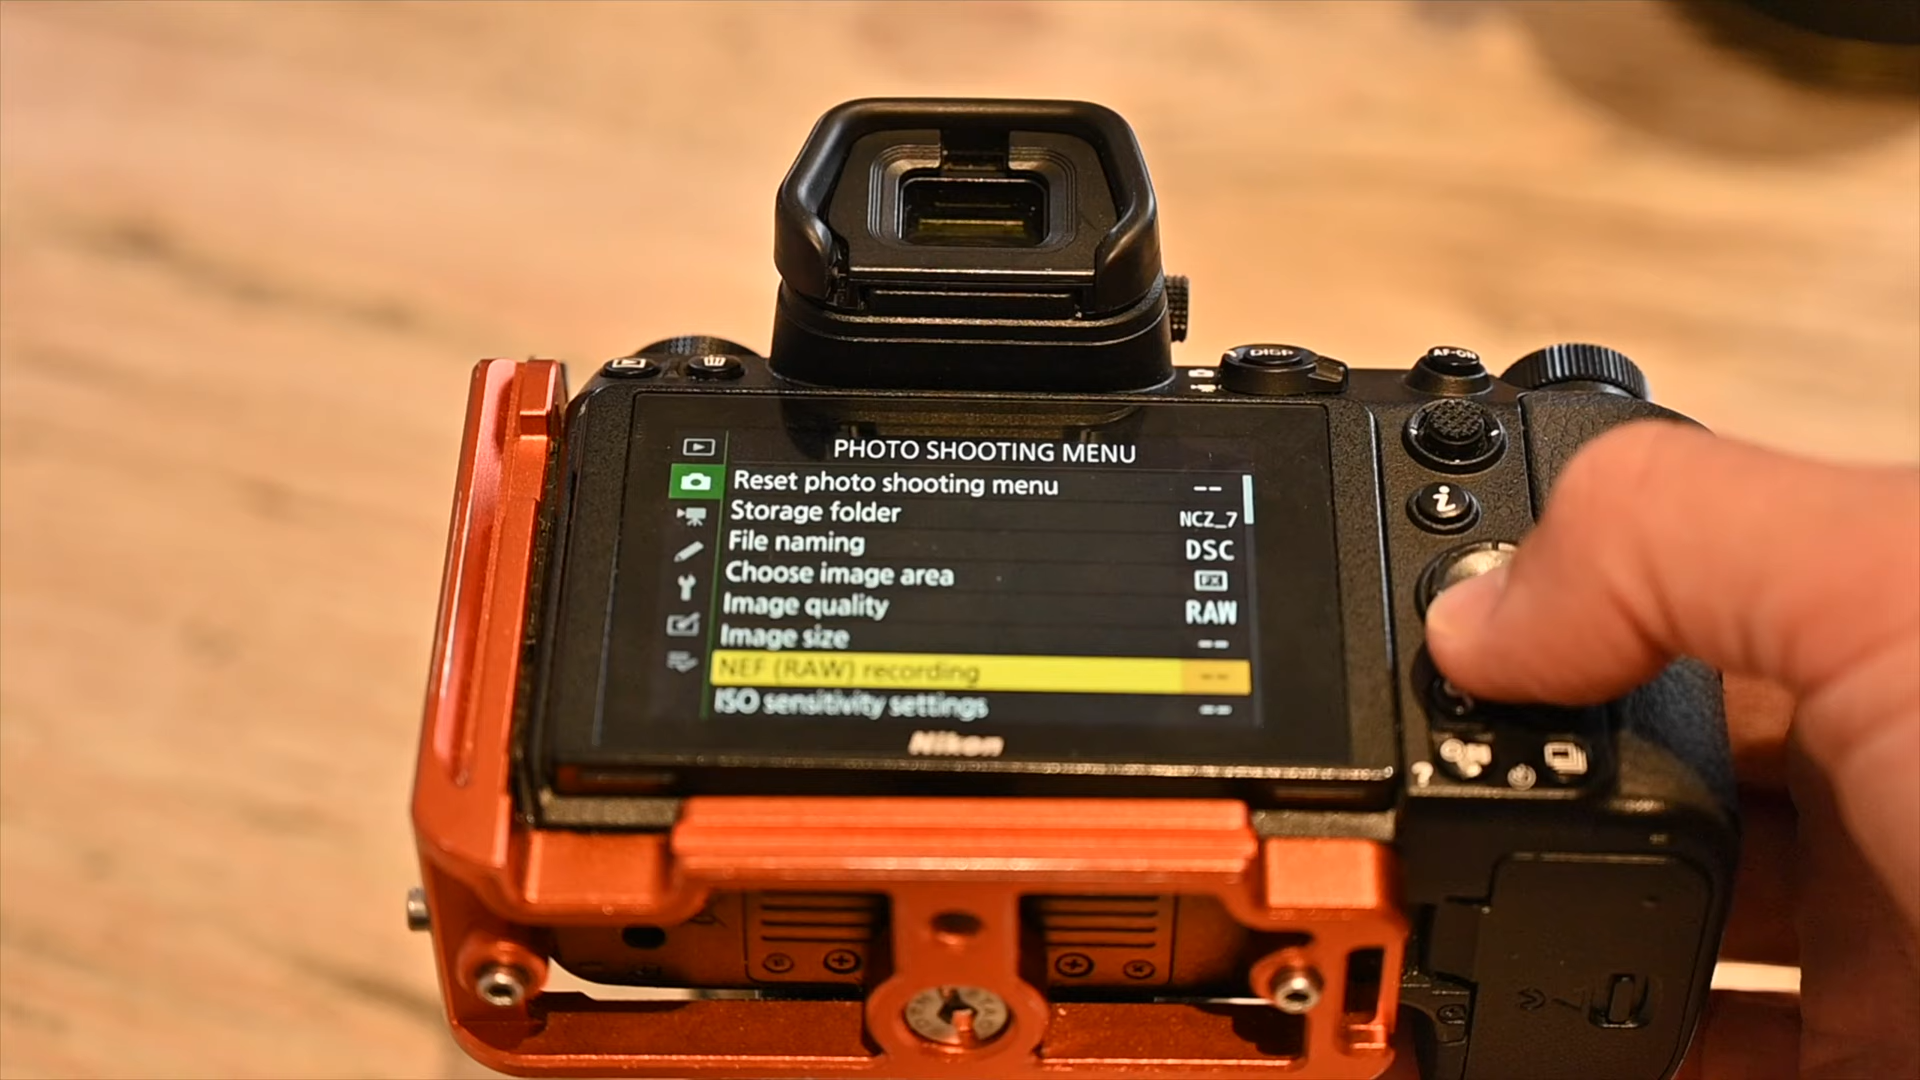 DISP
AF-ON
PHOTO SHOOTING MENU
Reset photo shooting menu --
Storage folder NCZ_7
File naming DSC
Choose image area FX
i
Image quality RAW
Image size --
NEF (RAW) recording --
ISO sensitivity settings --
Nikon
?